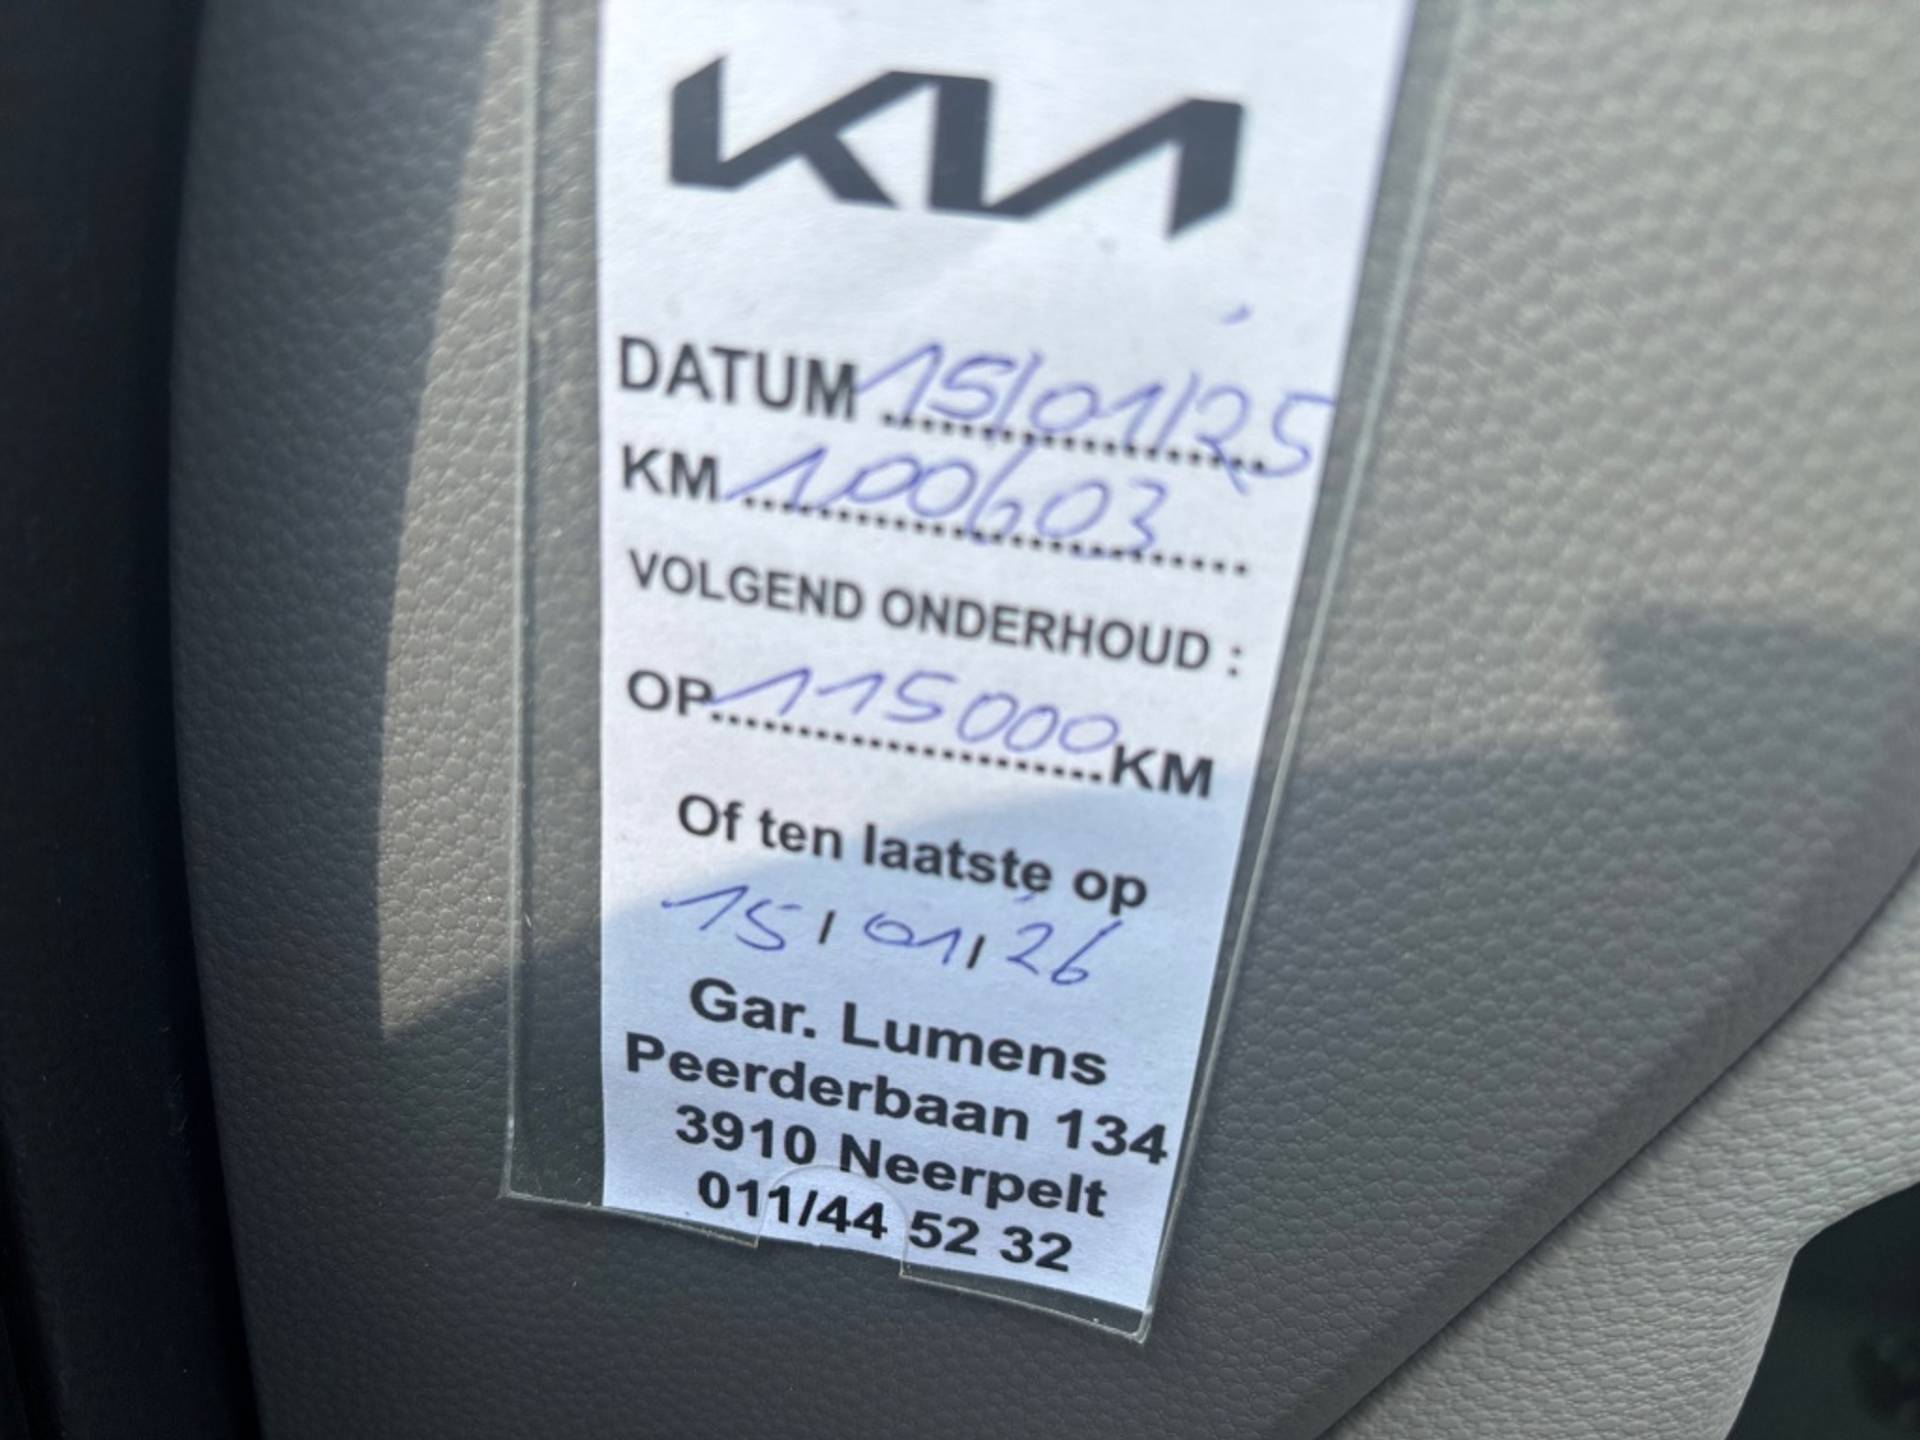 KIA
DATUM 15/01/25
KM 100603
VOLGEND ONDERHOUD :
OP 115000 KM
Of ten laatste op
15 / 01 / 26
Gar. Lumens
Peerderbaan 134
3910 Neerpelt
011/44 52 32